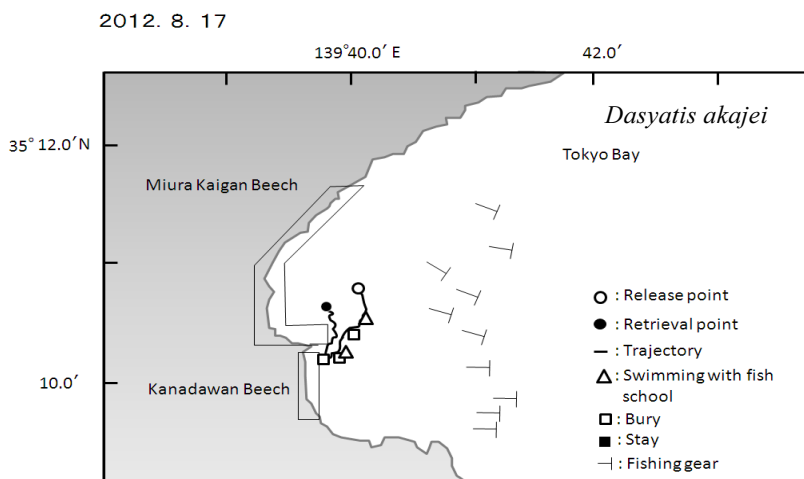 2012. 8. 17
139°40.0′ E
42.0′
Dasyatis akajei
35° 12.0′N
Tokyo Bay
Miura Kaigan Beech
: Release point
: Retrieval point
: Trajectory
: Swimming with fish
school
10.0′
Kanadawan Beech
: Bury
: Stay
: Fishing gear